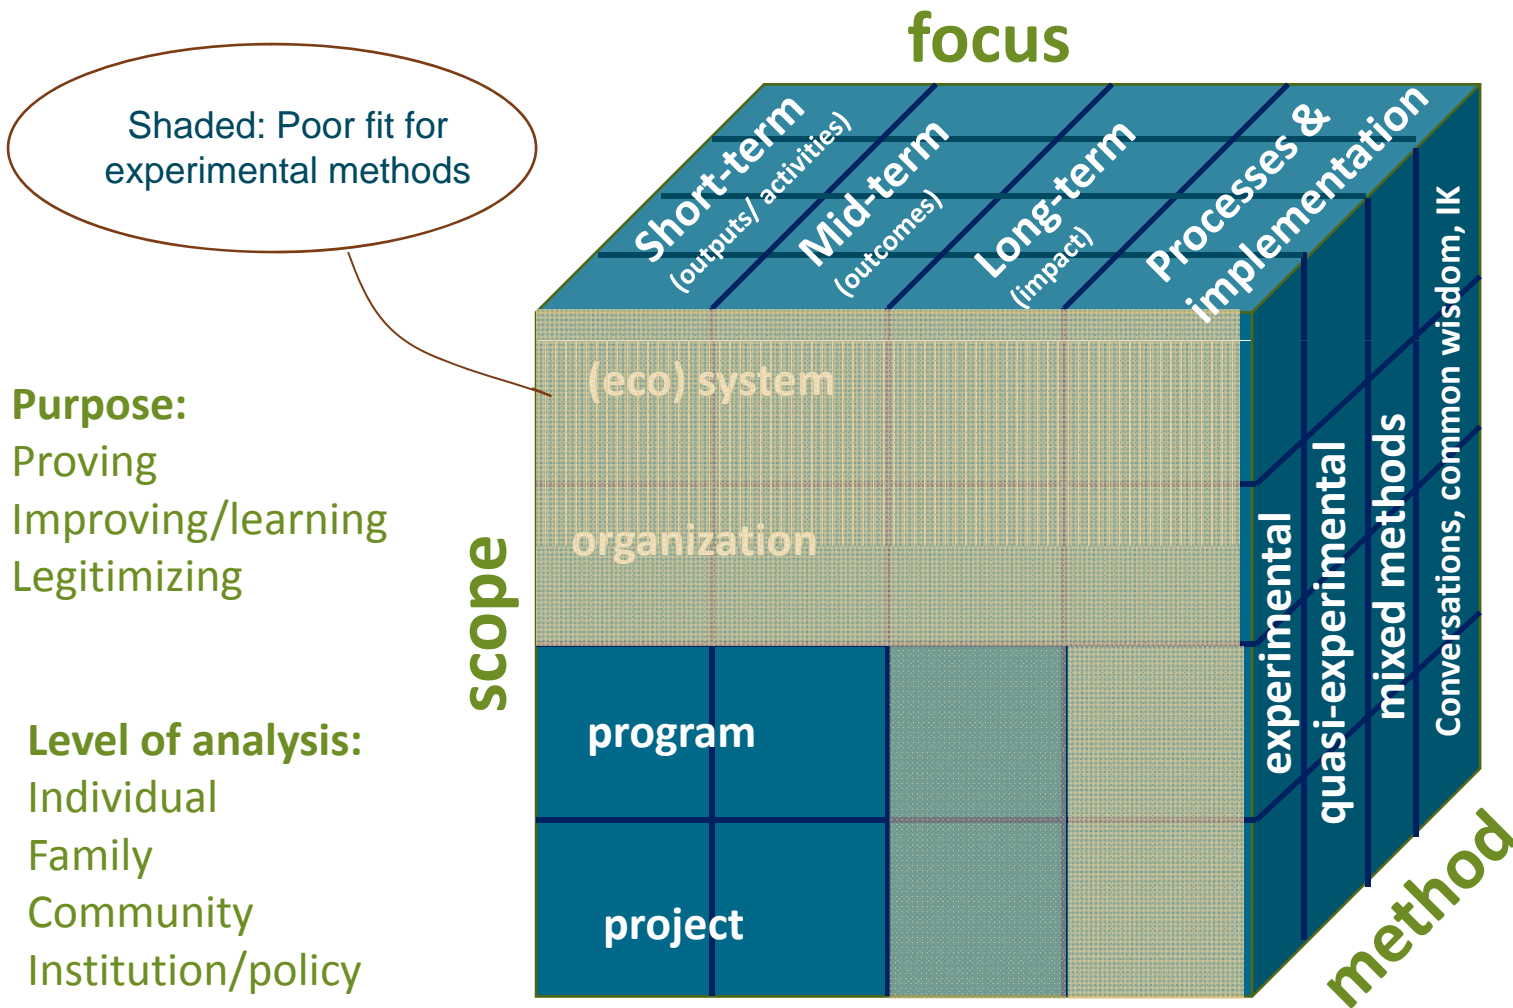 focus
Shaded: Poor fit for
experimental methods
Short-term
(outputs/ activities)
Mid-term
(outcomes)
Long-term
(impact)
Processes &
implementation
(eco) system
organization
program
project
scope
experimental
quasi-experimental
mixed methods
Conversations, common wisdom, IK
method
Purpose:
Proving
Improving/learning
Legitimizing
Level of analysis:
Individual
Family
Community
Institution/policy